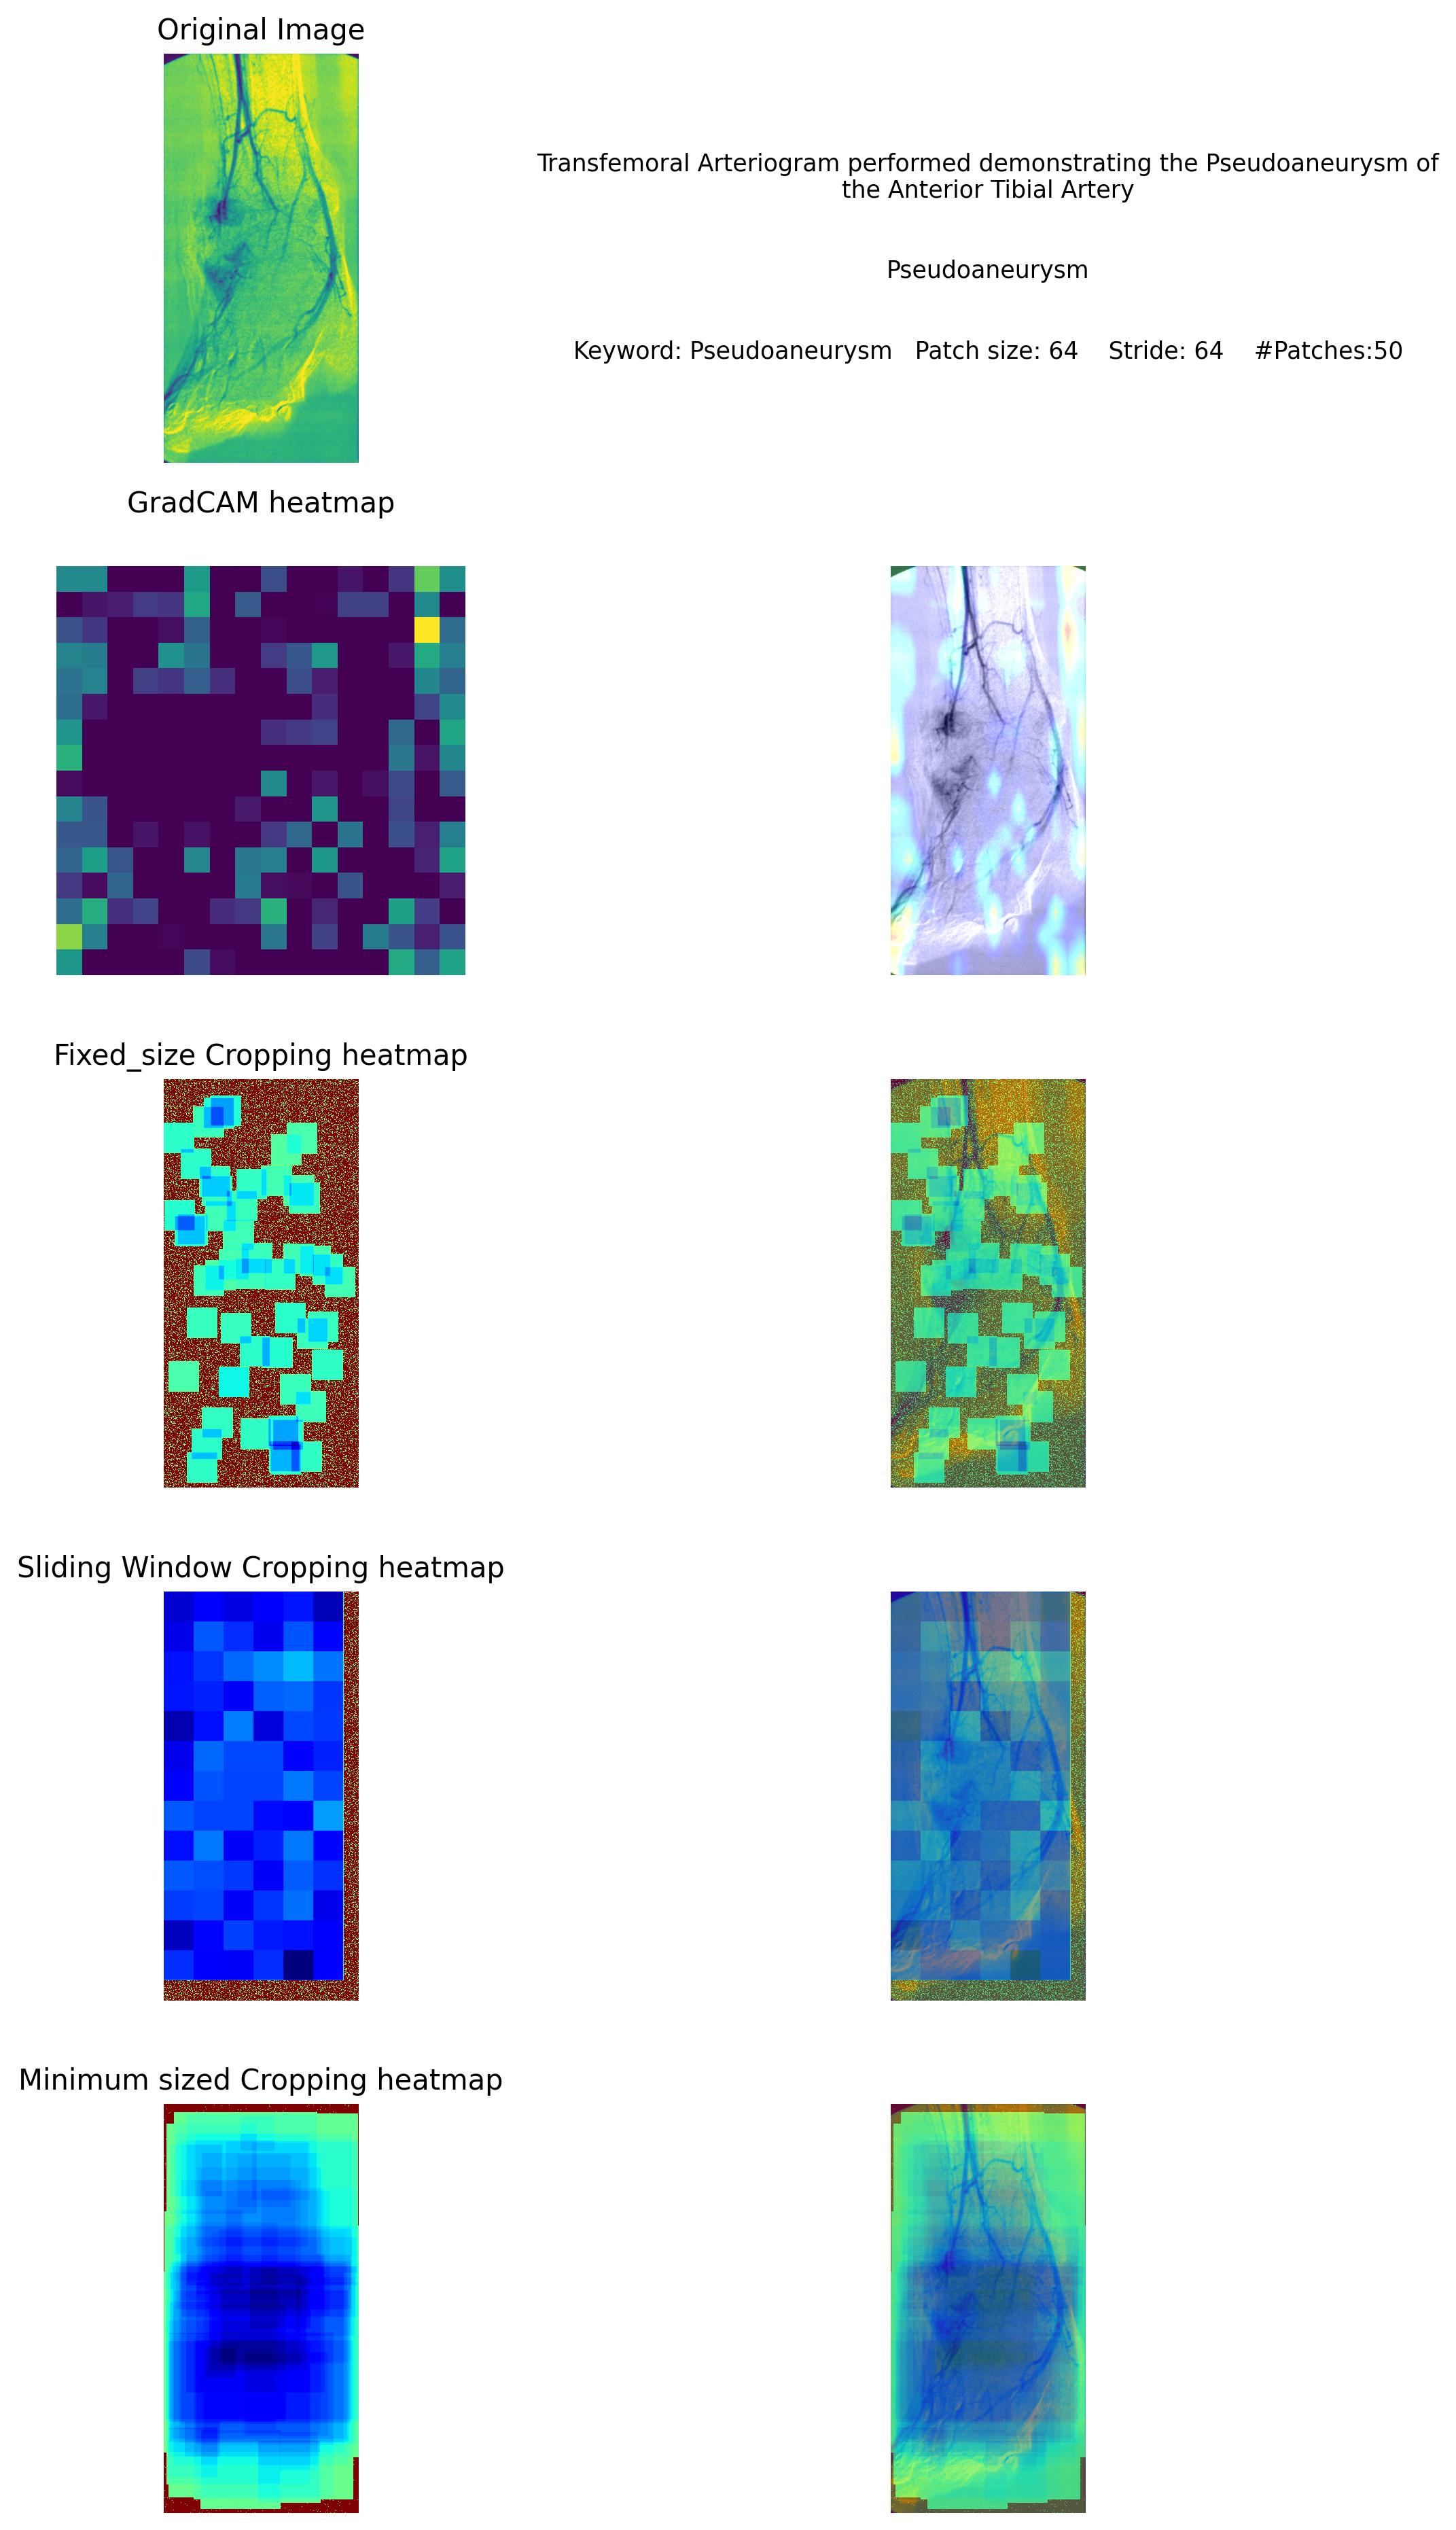 Original Image
Transfemoral Arteriogram performed demonstrating the Pseudoaneurysm of
the Anterior Tibial Artery
Pseudoaneurysm
Keyword: Pseudoaneurysm Patch size: 64 Stride: 64 #Patches:50
GradCAM heatmap
Fixed_size Cropping heatmap
Sliding Window Cropping heatmap
Minimum sized Cropping heatmap